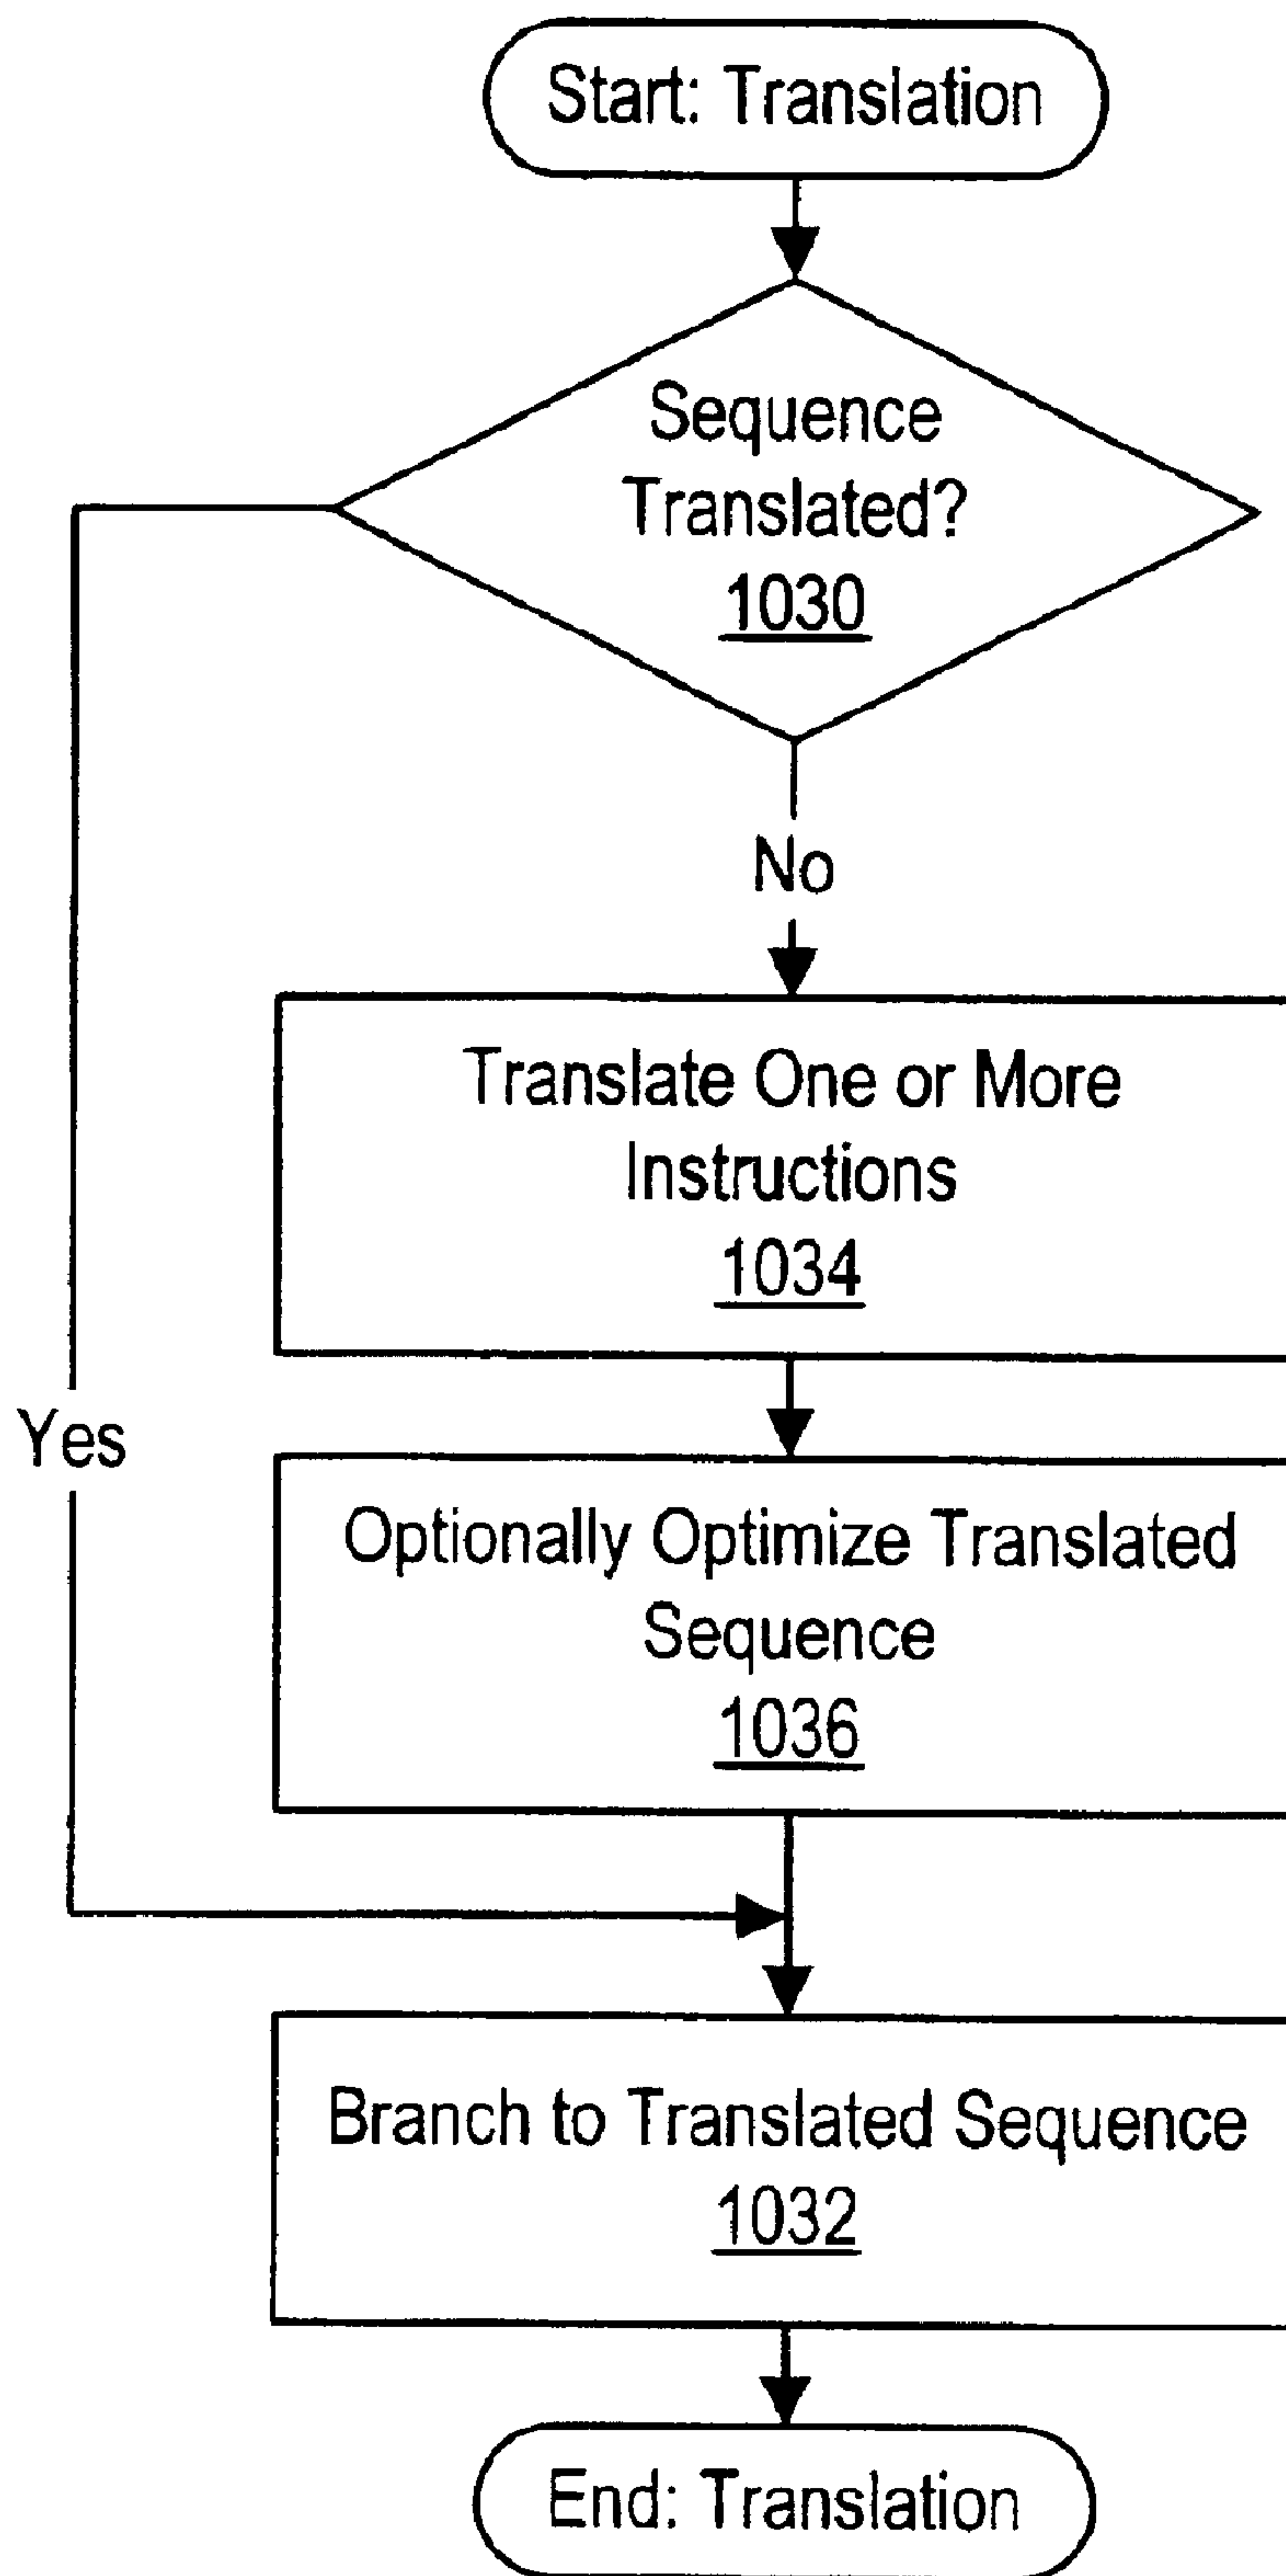 Start: Translation
Sequence
Translated?
1030
No
Translate One or More
Instructions
1034
Yes
Optionally Optimize Translated
Sequence
1036
Branch to Translated Sequence
1032
End: Translation